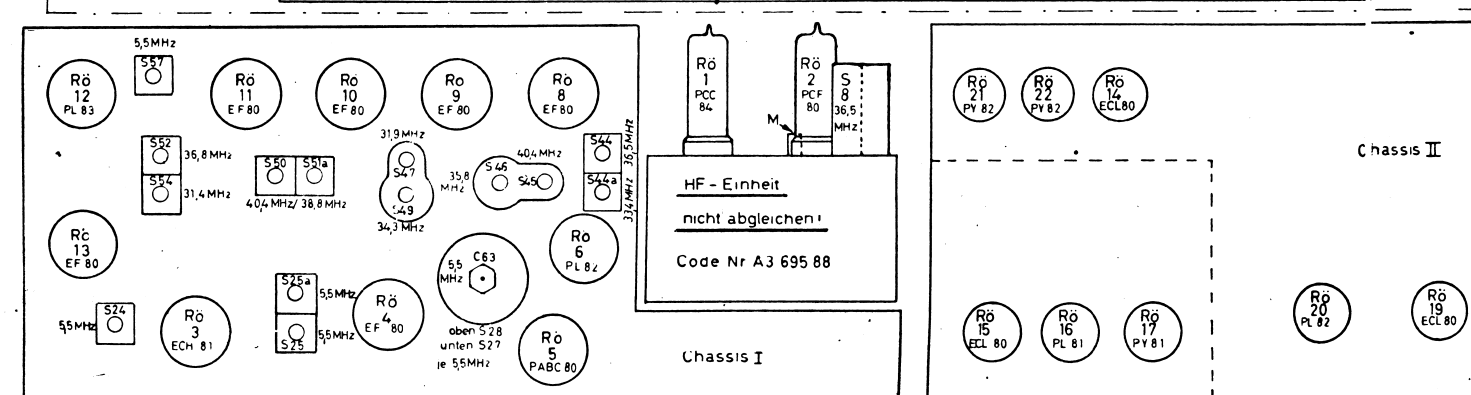 5,5MHz
S57
Rö
12
PL 83
Rö
11
EF 80
Rö
10
EF 80
Ro
9
EF 80
Rö
8
EF 80
S52
36,8 MHz
S54
31,4 MHz
S50
S51a
40,4 MHz/ 38,8 MHz
31,9 MHz
S47
S49
34,3 MHz
40,4 MHz
35,8
MHz
S46
S45
S44
36,5 MHz
S44a
33,4 MHz
Rö
13
EF 80
S24
5,5 MHz
Rö
3
ECH 81
S25a
5,5 MHz
S25
5,5 MHz
Rö
4
EF 80
5,5
MHz
C63
oben S28
unten S27
je 5,5 MHz
Rö
6
PL 82
Rö
5
PABC 80
Chassis I
Rö
1
PCC
84
Rö
2
PCF
80
S
8
36,5
MHz
M
HF - Einheit
nicht abgleichen!
Code Nr A3 695 88
Rö
21
PY 82
Rö
22
PY 82
Rö
14
ECL 80
Chassis II
Rö
15
ECL 80
Rö
16
PL 81
Rö
17
PY 81
Rö
20
PL 82
Rö
19
ECL 80